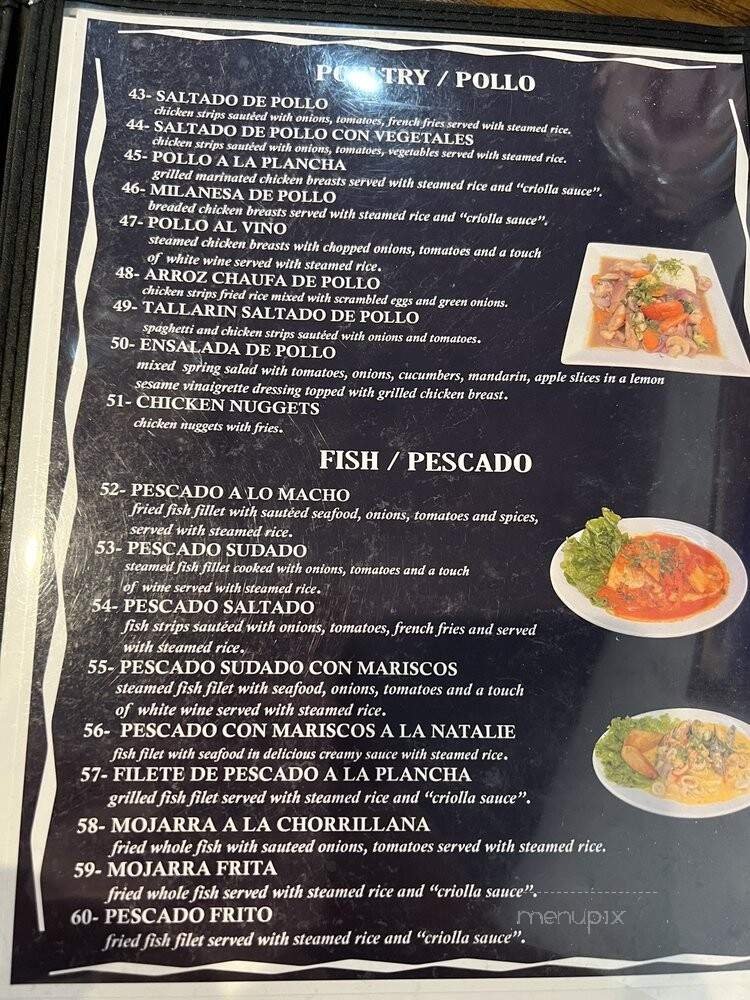 POULTRY / POLLO
43- SALTADO DE POLLO
chicken strips sautéed with onions, tomatoes, french fries served with steamed rice.
44- SALTADO DE POLLO CON VEGETALES
chicken strips sautéed with onions, tomatoes, vegetables served with steamed rice.
45- POLLO A LA PLANCHA
grilled marinated chicken breasts served with steamed rice and “criolla sauce”.
46- MILANESA DE POLLO
breaded chicken breasts served with steamed rice and “criolla sauce”.
47- POLLO AL VINO
steamed chicken breasts with chopped onions, tomatoes and a touch
of white wine served with steamed rice.
48- ARROZ CHAUFA DE POLLO
chicken strips fried rice mixed with scrambled eggs and green onions.
49- TALLARIN SALTADO DE POLLO
spaghetti and chicken strips sautéed with onions and tomatoes.
50- ENSALADA DE POLLO
mixed spring salad with tomatoes, onions, cucumbers, mandarin, apple slices in a lemon
sesame vinaigrette dressing topped with grilled chicken breast.
51- CHICKEN NUGGETS
chicken nuggets with fries.
FISH / PESCADO
52- PESCADO A LO MACHO
fried fish fillet with sautéed seafood, onions, tomatoes and spices,
served with steamed rice.
53- PESCADO SUDADO
steamed fish fillet cooked with onions, tomatoes and a touch
of wine served with steamed rice.
54- PESCADO SALTADO
fish strips sautéed with onions, tomatoes, french fries and served
with steamed rice.
55- PESCADO SUDADO CON MARISCOS
steamed fish filet with seafood, onions, tomatoes and a touch
of white wine served with steamed rice.
56- PESCADO CON MARISCOS A LA NATALIE
fish filet with seafood in delicious creamy sauce with steamed rice.
57- FILETE DE PESCADO A LA PLANCHA
grilled fish filet served with steamed rice and “criolla sauce”.
58- MOJARRA A LA CHORRILLANA
fried whole fish with sauteed onions, tomatoes served with steamed rice.
59- MOJARRA FRITA
fried whole fish served with steamed rice and “criolla sauce”.
60- PESCADO FRITO
fried fish filet served with steamed rice and “criolla sauce”.
menupix